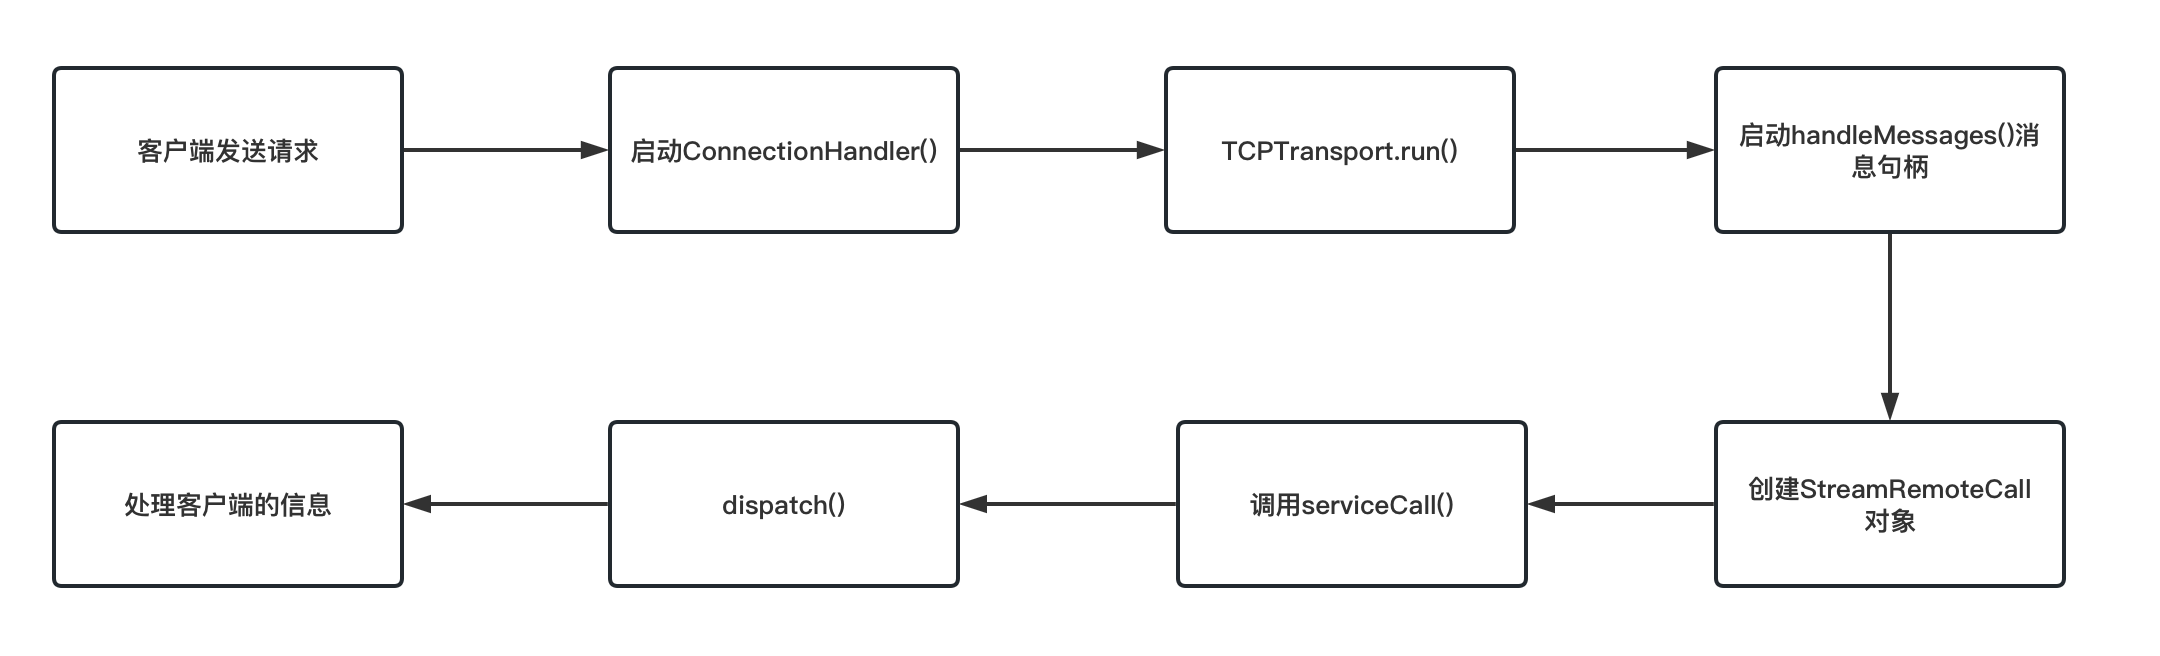 客户端发送请求
启动ConnectionHandler()
TCPTransport.run()
启动handleMessages()消
息句柄
处理客户端的信息
dispatch()
调用serviceCall()
创建StreamRemoteCall
对象